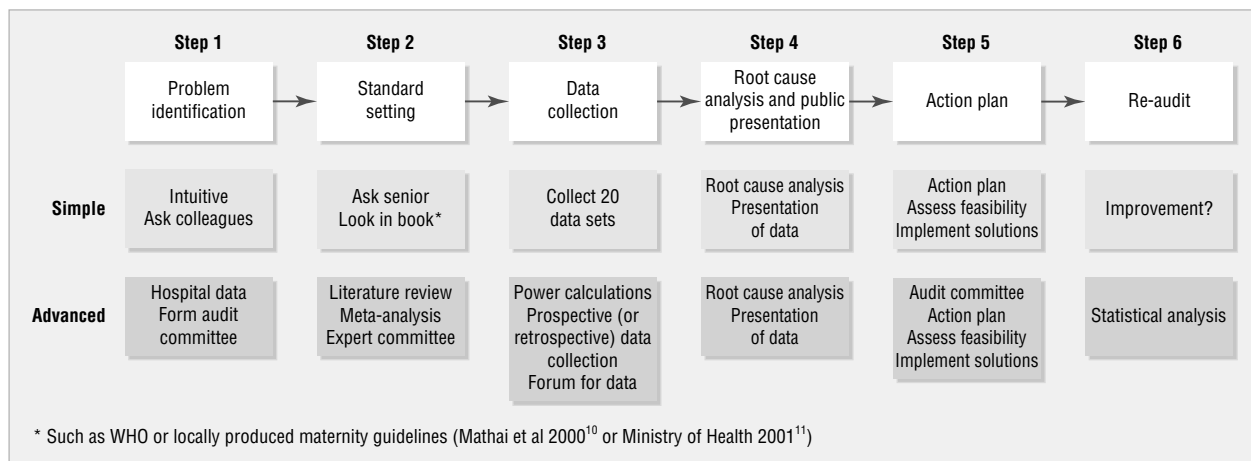 Step 1
Step 2
Step 3
Step 4
Step 5
Step 6
Problem
identification
Standard
setting
Data
collection
Root cause
analysis and public
presentation
Action plan
Re-audit
Simple
Intuitive
Ask colleagues
Ask senior
Look in book*
Collect 20
data sets
Root cause analysis
Presentation
of data
Action plan
Assess feasibility
Implement solutions
Improvement?
Advanced
Hospital data
Form audit
committee
Literature review
Meta-analysis
Expert committee
Power calculations
Prospective (or
retrospective) data
collection
Forum for data
Root cause analysis
Presentation
of data
Audit committee
Action plan
Assess feasibility
Implement solutions
Statistical analysis
* Such as WHO or locally produced maternity guidelines (Mathai et al 2000¹⁰ or Ministry of Health 2001¹¹)